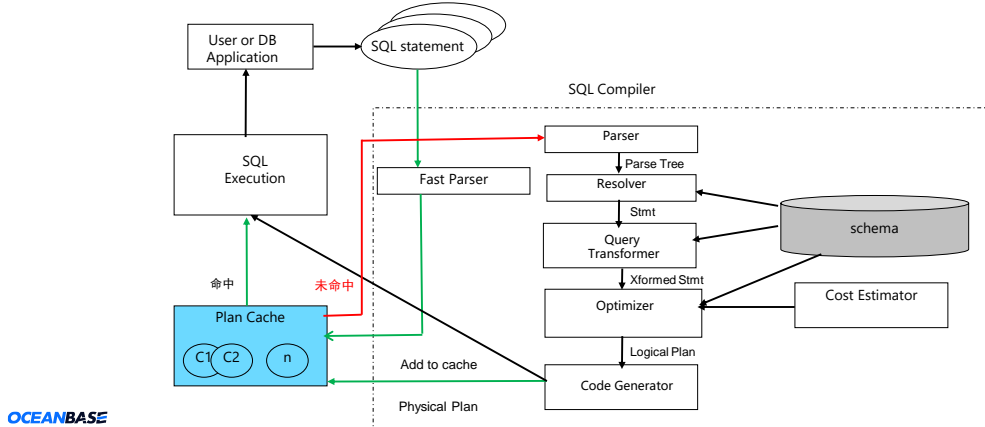 User or DB
Application
SQL statement
SQL Compiler
SQL
Execution
Fast Parser
Parser
Parse Tree
Resolver
Stmt
Query
Transformer
Xformed Stmt
schema
Optimizer
Cost Estimator
Logical Plan
Code Generator
命中
未命中
Plan Cache
C1
C2
n
Add to cache
Physical Plan
OCEANBASE